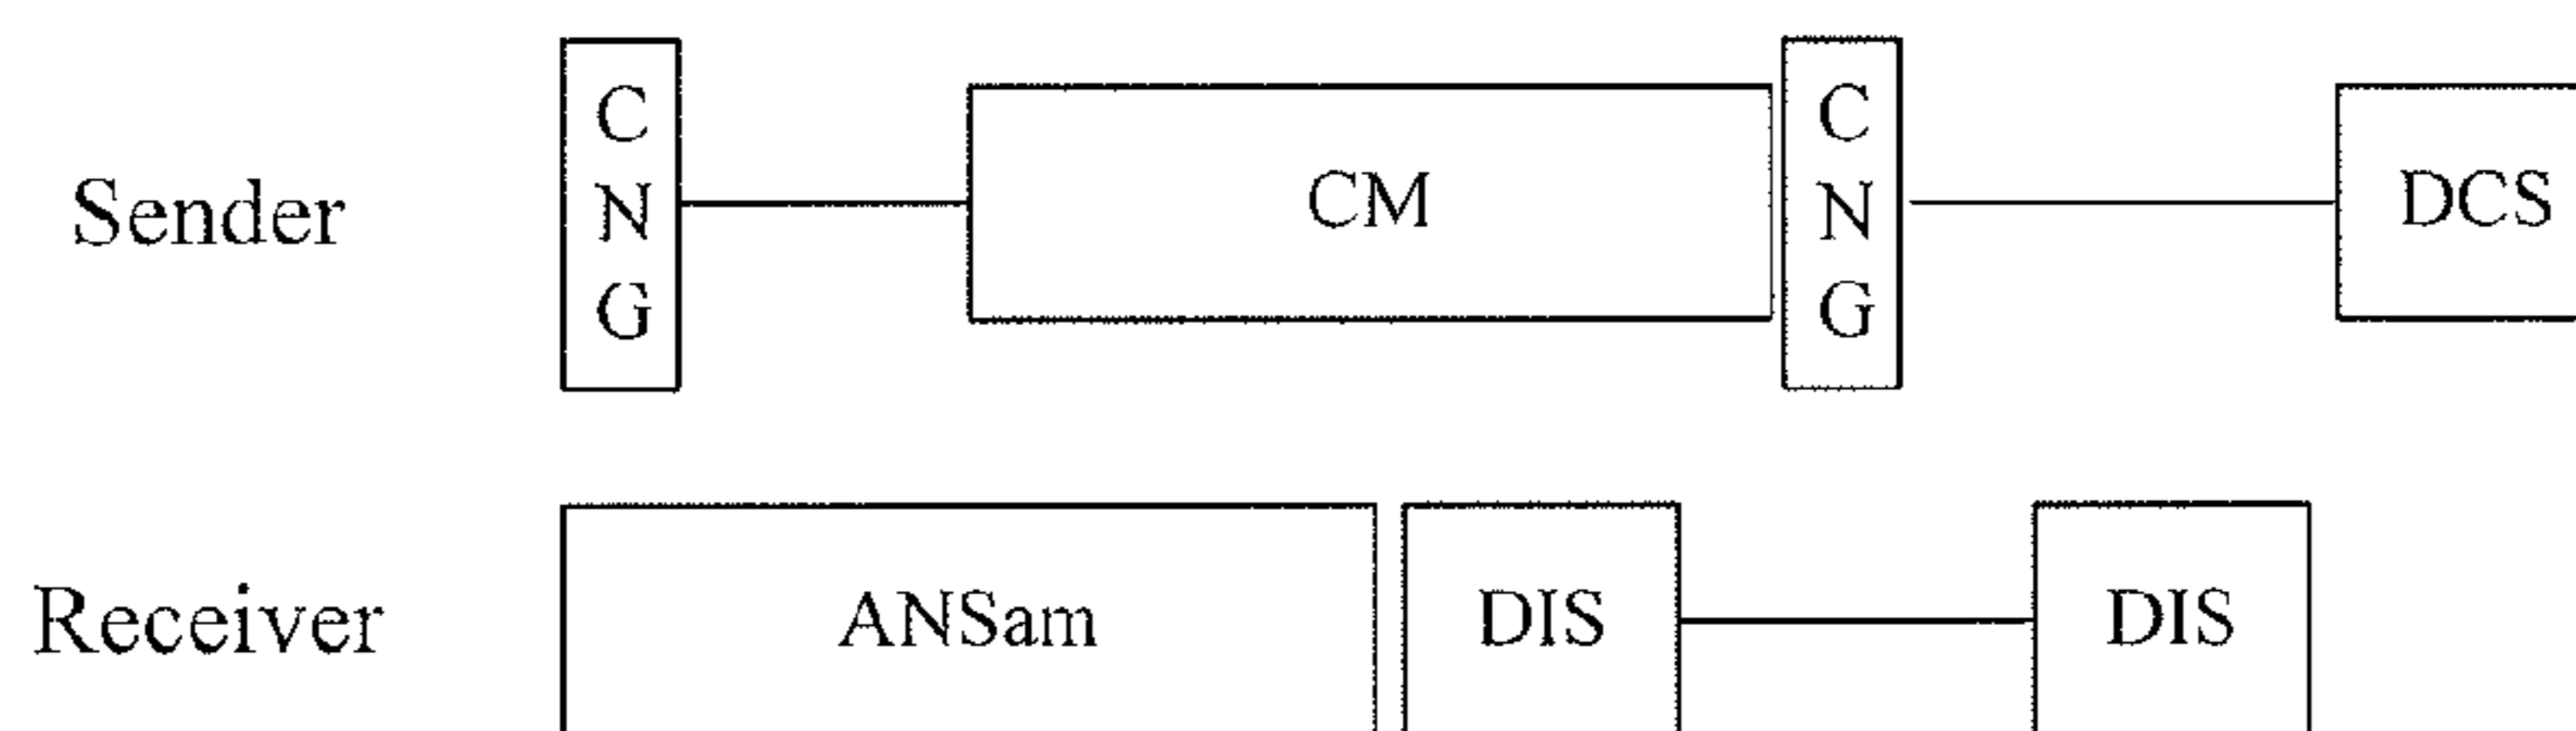 Sender
C
N
G
CM
C
N
G
DCS
Receiver
ANSam
DIS
DIS